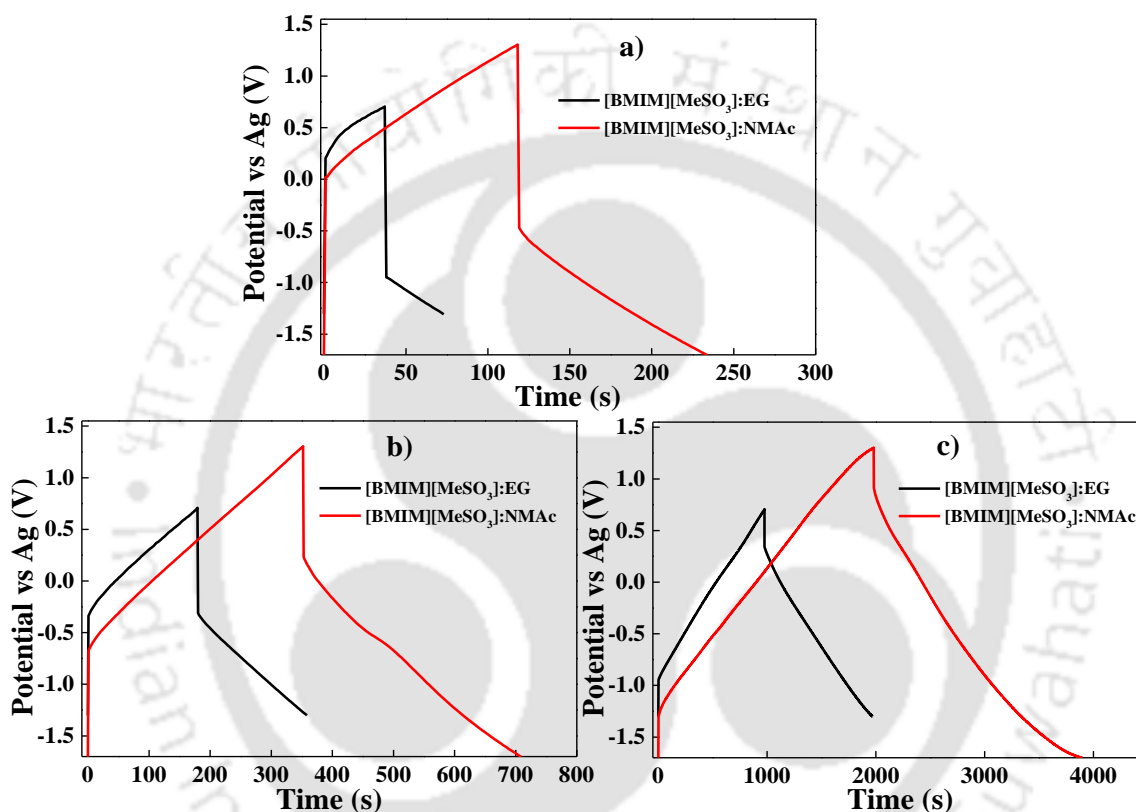 a)
[BMIM][MeSO₃]:EG
[BMIM][MeSO₃]:NMAc
Potential vs Ag (V)
1.5
1.0
0.5
0.0
-0.5
-1.0
-1.5
0 50 100 150 200 250 300
Time (s)
b)
[BMIM][MeSO₃]:EG
[BMIM][MeSO₃]:NMAc
Potential vs Ag (V)
1.5
1.0
0.5
0.0
-0.5
-1.0
-1.5
0 100 200 300 400 500 600 700 800
Time (s)
c)
[BMIM][MeSO₃]:EG
[BMIM][MeSO₃]:NMAc
Potential vs Ag (V)
1.5
1.0
0.5
0.0
-0.5
-1.0
-1.5
0 1000 2000 3000 4000
Time (s)
Indian
uwahati